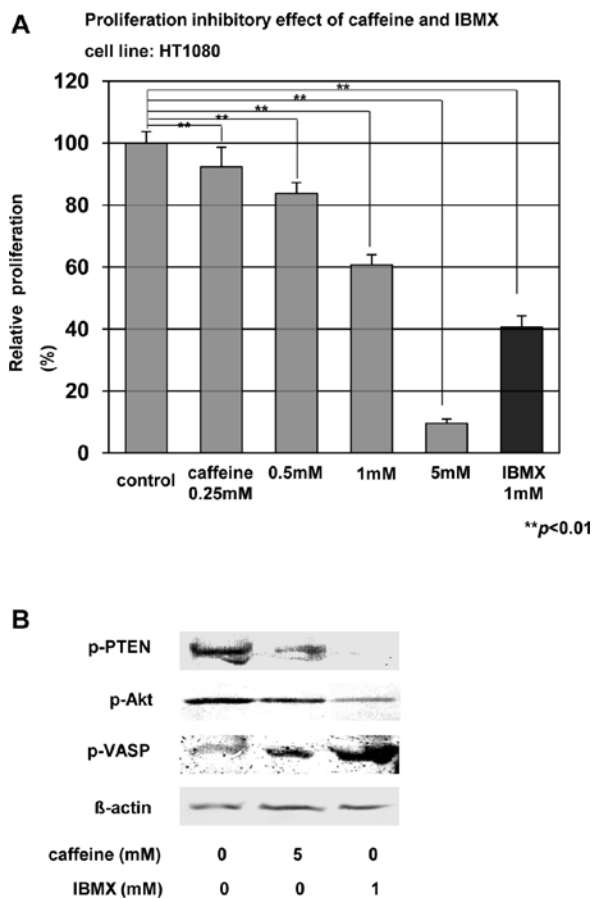 A
Proliferation inhibitory effect of caffeine and IBMX
cell line: HT1080
Relative proliferation
(%)
120
100
80
60
40
20
0
**
**
**
**
**
control
caffeine
0.25mM
0.5mM
1mM
5mM
IBMX
1mM
**p<0.01
B
p-PTEN
p-Akt
p-VASP
ß-actin
caffeine (mM) 0 5 0
IBMX (mM) 0 0 1